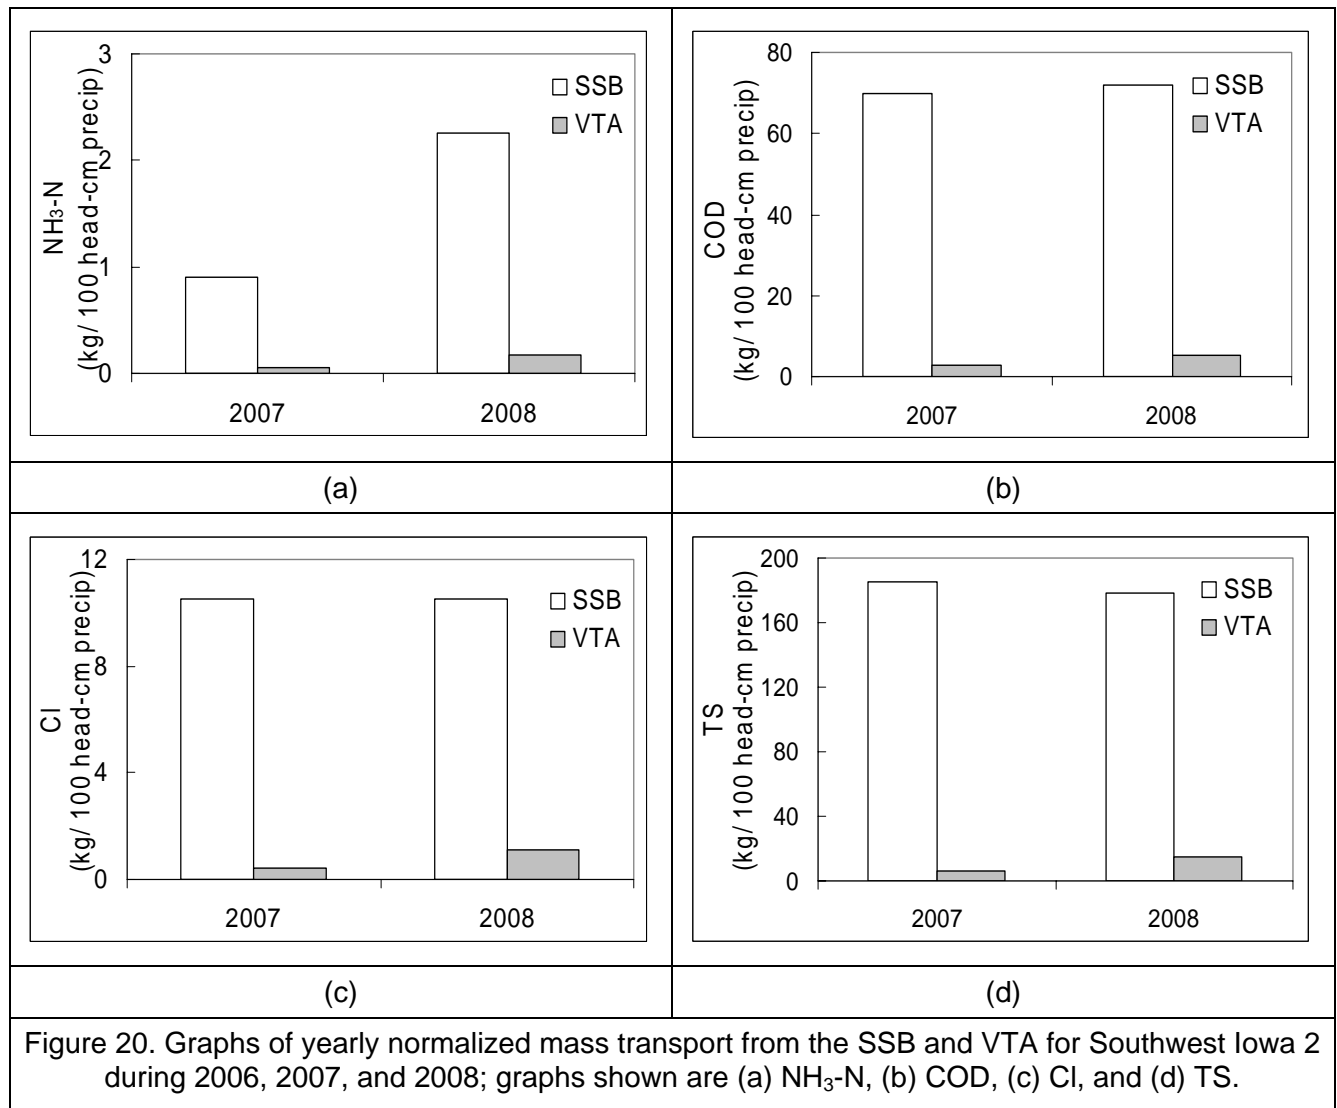 NH₃-N
(kg/ 100 head-cm precip)
3
2
1
0
SSB
VTA
2007 2008
(a)
COD
(kg/ 100 head-cm precip)
80
60
40
20
0
SSB
VTA
2007 2008
(b)
Cl
(kg/ 100 head-cm precip)
12
8
4
0
SSB
VTA
2007 2008
(c)
TS
(kg/ 100 head-cm precip)
200
160
120
80
40
0
SSB
VTA
2007 2008
(d)
Figure 20. Graphs of yearly normalized mass transport from the SSB and VTA for Southwest Iowa 2
during 2006, 2007, and 2008; graphs shown are (a) NH₃-N, (b) COD, (c) Cl, and (d) TS.